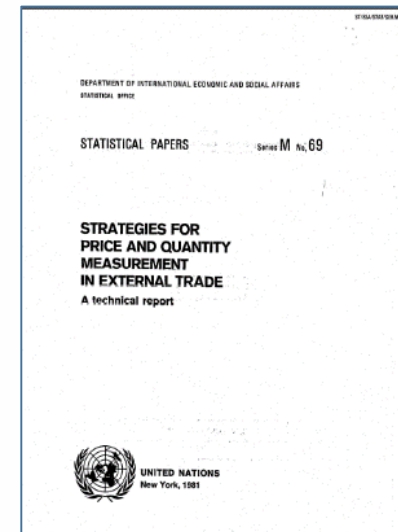 DEPARTMENT OF INTERNATIONAL ECONOMIC AND SOCIAL AFFAIRS
STATISTICAL OFFICE
STATISTICAL PAPERS Series M No. 69
STRATEGIES FOR
PRICE AND QUANTITY
MEASUREMENT
IN EXTERNAL TRADE
A technical report
UNITED NATIONS
New York, 1981